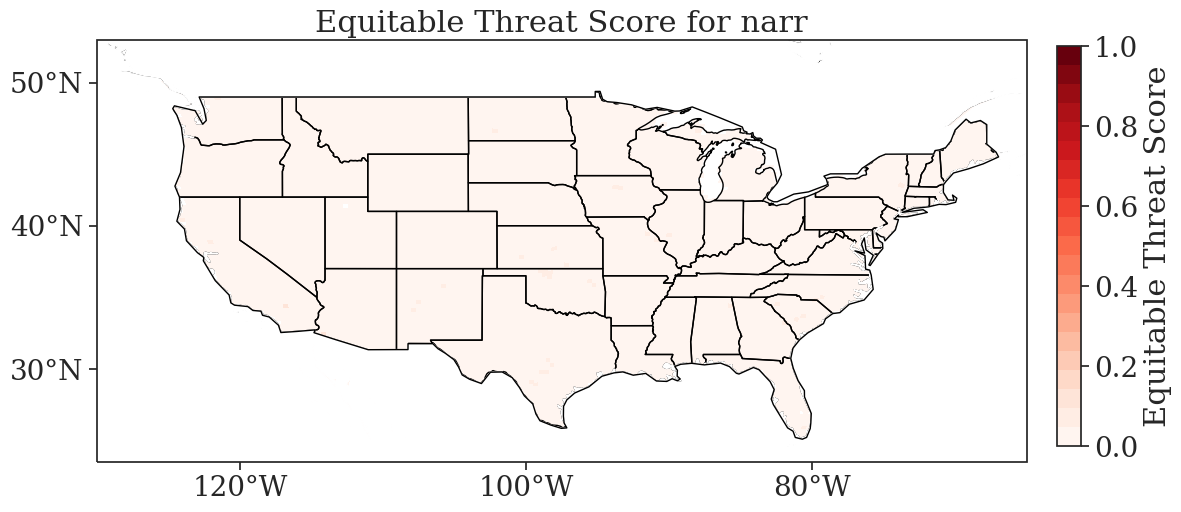 Equitable Threat Score for narr
50°N
40°N
30°N
120°W
100°W
80°W
1.0
0.8
0.6
0.4
0.2
0.0
Equitable Threat Score